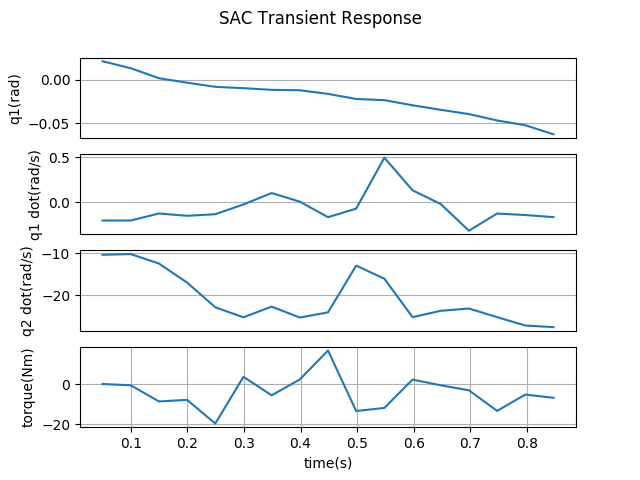 SAC Transient Response
q1(rad)
0.00
−0.05
q1 dot(rad/s)
0.5
0.0
q2 dot(rad/s)
−10
−20
torque(Nm)
0
−20
0.1 0.2 0.3 0.4 0.5 0.6 0.7 0.8
time(s)